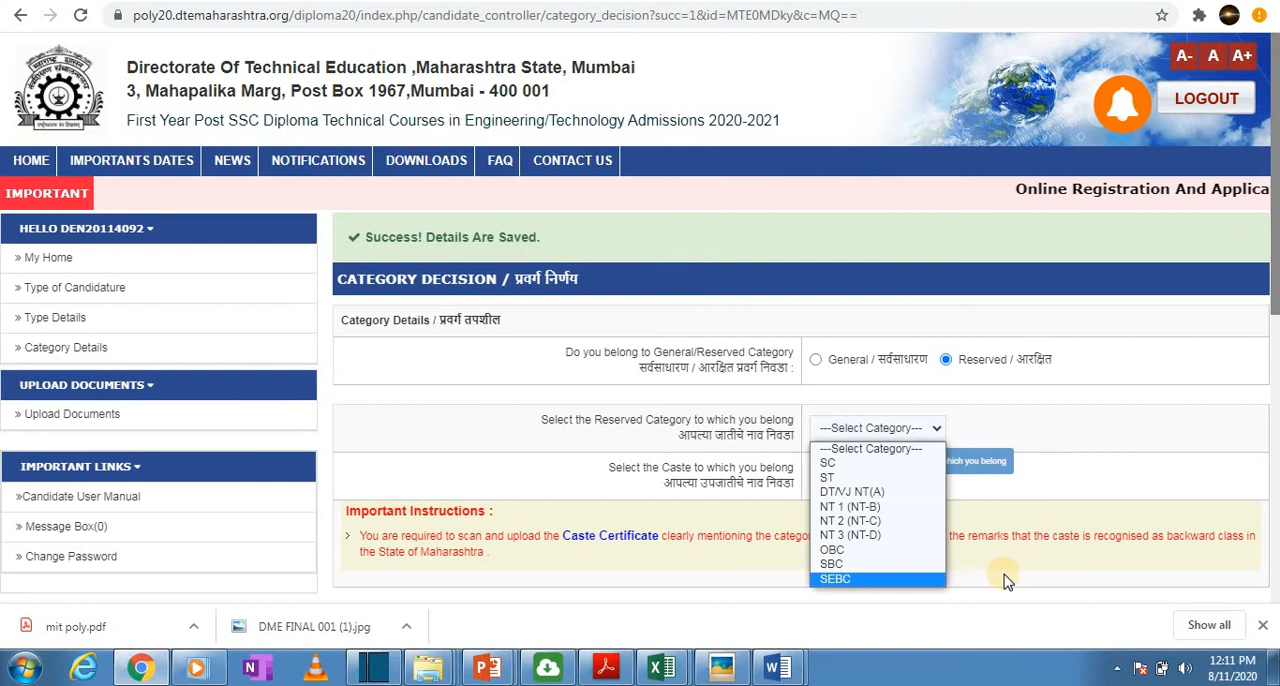 poly20.dtemaharashtra.org/diploma20/index.php/candidate_controller/category_decision?succ=1&id=MTE0MDky&c=MQ==
Directorate Of Technical Education ,Maharashtra State, Mumbai
3, Mahapalika Marg, Post Box 1967,Mumbai - 400 001
First Year Post SSC Diploma Technical Courses in Engineering/Technology Admissions 2020-2021
A- A A+
LOGOUT
HOME IMPORTANTS DATES NEWS NOTIFICATIONS DOWNLOADS FAQ CONTACT US
IMPORTANT
Online Registration And Applica
HELLO DEN20114092
» My Home
» Type of Candidature
» Type Details
» Category Details
UPLOAD DOCUMENTS
» Upload Documents
IMPORTANT LINKS
»Candidate User Manual
» Message Box(0)
» Change Password
Success! Details Are Saved.
CATEGORY DECISION / प्रवर्ग निर्णय
Category Details / प्रवर्ग तपशील
Do you belong to General/Reserved Category
सर्वसाधारण / आरक्षित प्रवर्ग निवडा :
General / सर्वसाधारण Reserved / आरक्षित
Select the Reserved Category to which you belong
आपल्या जातीचे नाव निवडा
---Select Category---
---Select Category---
SC
ST
DT/VJ NT(A)
NT 1 (NT-B)
NT 2 (NT-C)
NT 3 (NT-D)
OBC
SBC
SEBC
which you belong
Select the Caste to which you belong
आपल्या उपजातीचे नाव निवडा
Important Instructions :
You are required to scan and upload the Caste Certificate clearly mentioning the catego the remarks that the caste is recognised as backward class in
the State of Maharashtra .
mit poly.pdf
DME FINAL 001 (1).jpg
Show all
12:11 PM
8/11/2020